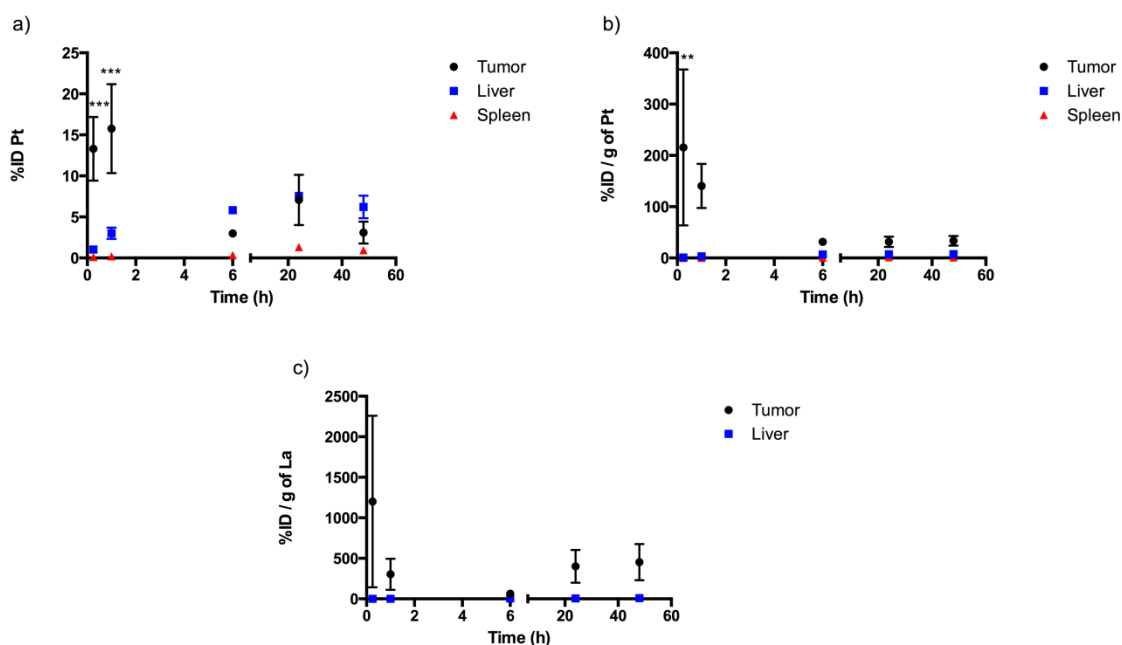 a)
25
20
15
10
5
0
%ID Pt
***
***
Tumor
Liver
Spleen
0 2 4 6 20 40 60
Time (h)
b)
400
300
200
100
0
%ID / g of Pt
**
Tumor
Liver
Spleen
0 2 4 6 20 40 60
Time (h)
c)
2500
2000
1500
1000
500
0
%ID / g of La
Tumor
Liver
0 2 4 6 20 40 60
Time (h)